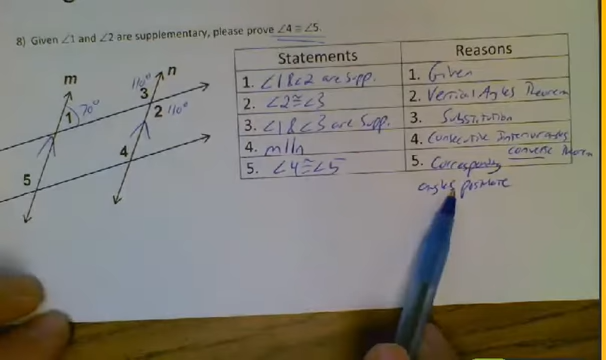 8) Given ∠1 and ∠2 are supplementary, please prove ∠4 ≅ ∠5.
m
n
110°
3
1
70°
2
110°
4
5
Statements
Reasons
1. ∠1 & ∠2 are supp.
1. Given
2. ∠2 ≅ ∠3
2. Vertical Angles Theorem
3. ∠1 & ∠3 are supp.
3. Substitution
4. m||n
4. Consecutive Interior Angles
converse Theorem
5. ∠4 ≅ ∠5
5. Corresponding
angles postulate